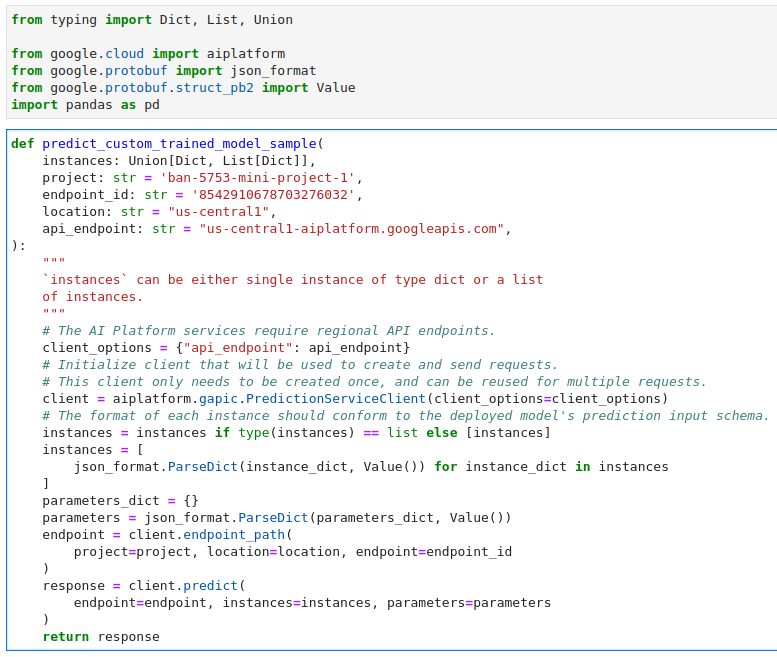 from typing import Dict, List, Union
from google.cloud import aiplatform
from google.protobuf import json_format
from google.protobuf.struct_pb2 import Value
import pandas as pd
def predict_custom_trained_model_sample(
    instances: Union[Dict, List[Dict]],
    project: str = 'ban-5753-mini-project-1',
    endpoint_id: str = '8542910678703276032',
    location: str = "us-central1",
    api_endpoint: str = "us-central1-aiplatform.googleapis.com",
):
    """
    `instances` can be either single instance of type dict or a list
    of instances.
    """
    # The AI Platform services require regional API endpoints.
    client_options = {"api_endpoint": api_endpoint}
    # Initialize client that will be used to create and send requests.
    # This client only needs to be created once, and can be reused for multiple requests.
    client = aiplatform.gapic.PredictionServiceClient(client_options=client_options)
    # The format of each instance should conform to the deployed model's prediction input schema.
    instances = instances if type(instances) == list else [instances]
    instances = [
        json_format.ParseDict(instance_dict, Value()) for instance_dict in instances
    ]
    parameters_dict = {}
    parameters = json_format.ParseDict(parameters_dict, Value())
    endpoint = client.endpoint_path(
        project=project, location=location, endpoint=endpoint_id
    )
    response = client.predict(
        endpoint=endpoint, instances=instances, parameters=parameters
    )
    return response